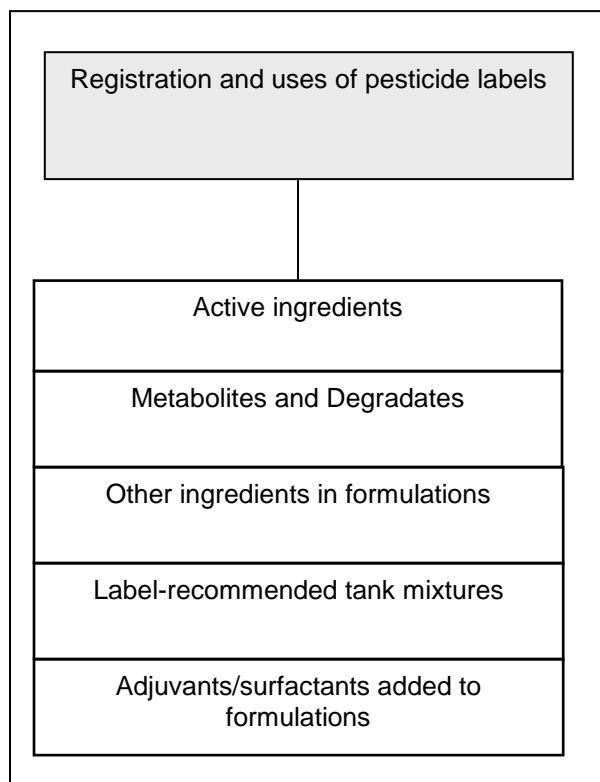 Registration and uses of pesticide labels
Active ingredients
Metabolites and Degradates
Other ingredients in formulations
Label-recommended tank mixtures
Adjuvants/surfactants added to
formulations